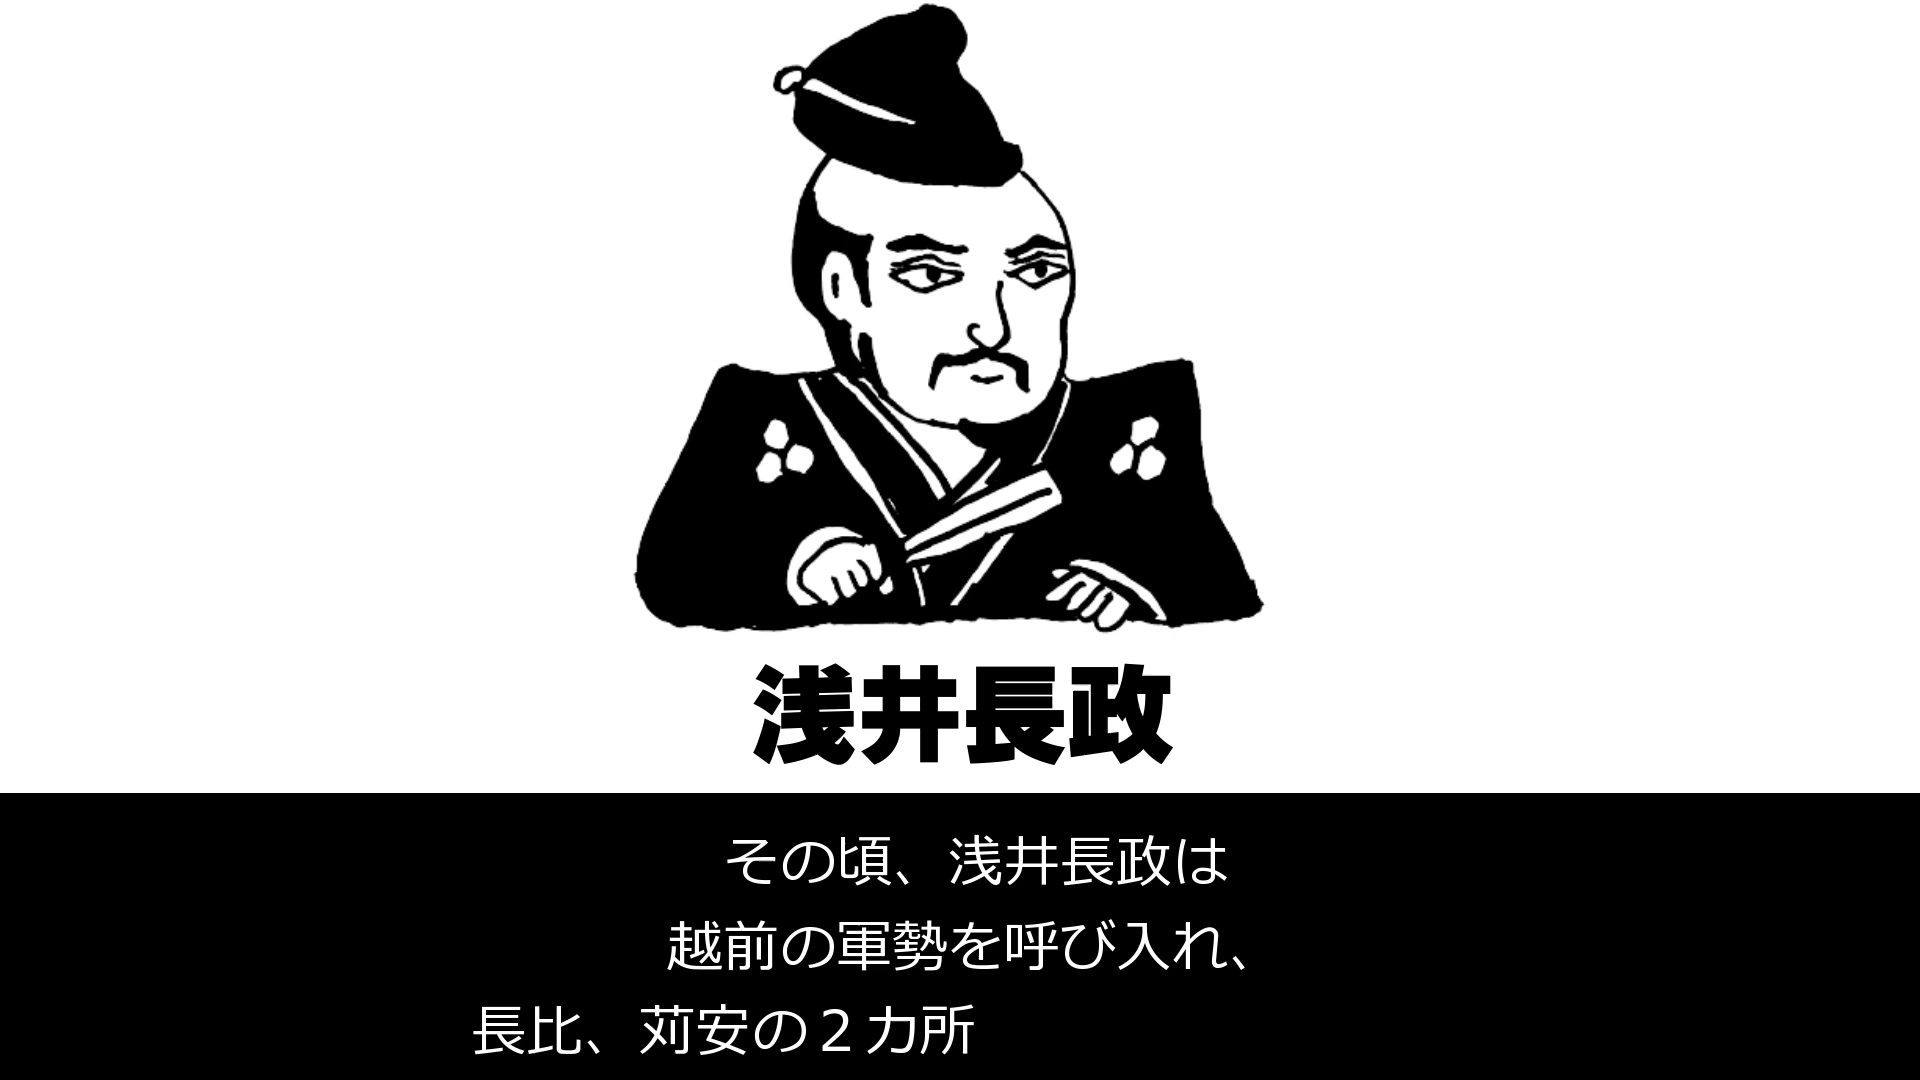 浅井長政
その頃、浅井長政は
越前の軍勢を呼び入れ、
長比、苅安の２カ所